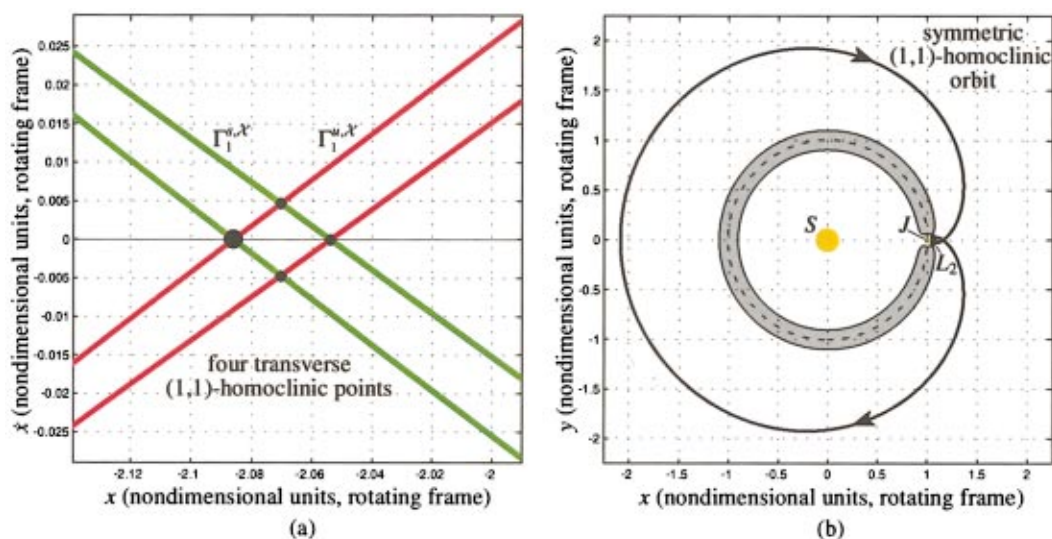 0.025
0.02
0.015
0.01
0.005
0
-0.005
-0.01
-0.015
-0.02
-0.025
ẋ (nondimensional units, rotating frame)
Γ₁ˢ,ˣ
Γ₁ᵘ,ˣ
four transverse
(1,1)-homoclinic points
-2.12
-2.1
-2.08
-2.06
-2.04
-2.02
-2
x (nondimensional units, rotating frame)
(a)
2
1.5
1
0.5
0
-0.5
-1
-1.5
-2
y (nondimensional units, rotating frame)
symmetric
(1,1)-homoclinic
orbit
S
J
L₂
-2
-1.5
-1
-0.5
0
0.5
1
1.5
2
x (nondimensional units, rotating frame)
(b)